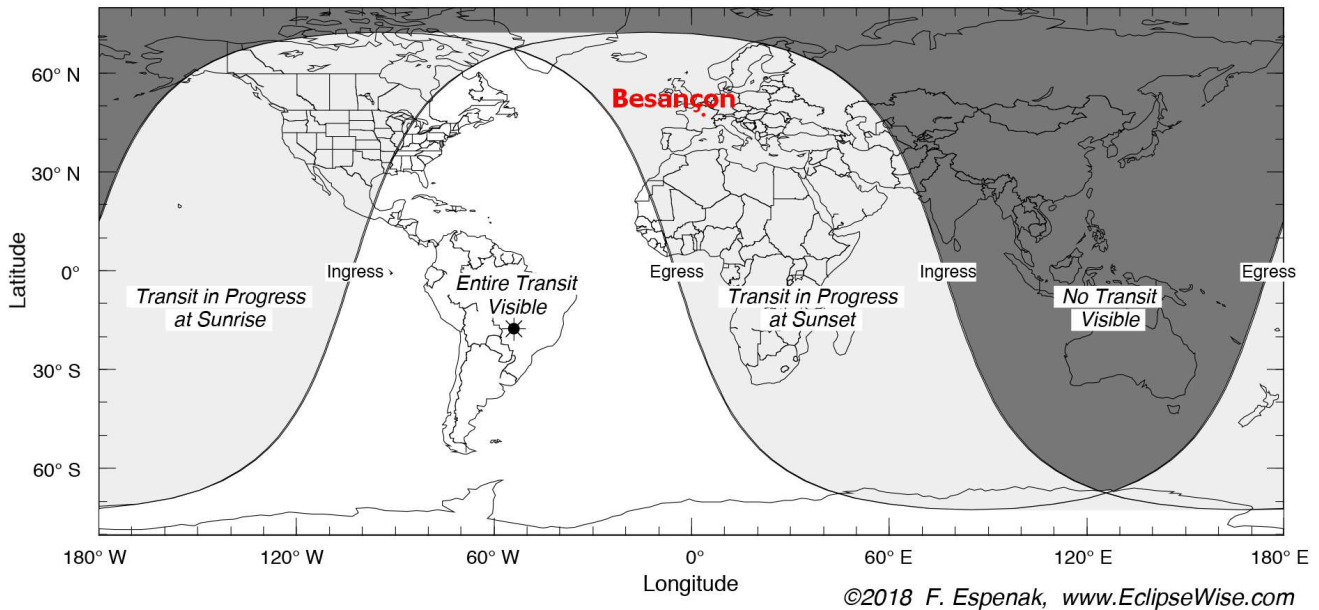 60° N
30° N
0°
30° S
60° S
Latitude
Besançon
Ingress
Egress
Ingress
Egress
Transit in Progress
at Sunrise
Entire Transit
Visible
Transit in Progress
at Sunset
No Transit
Visible
180° W
120° W
60° W
0°
60° E
120° E
180° E
Longitude
©2018 F. Espenak, www.EclipseWise.com